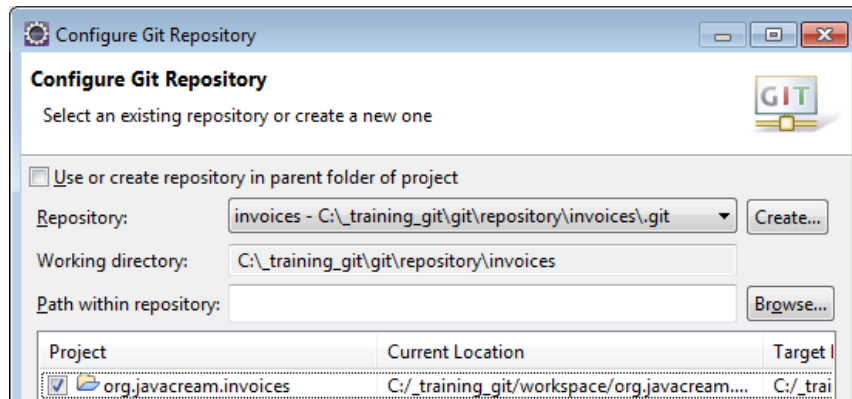 Configure Git Repository
Configure Git Repository
GIT
Select an existing repository or create a new one
Use or create repository in parent folder of project
Repository: invoices - C:\_training_git\git\repository\invoices\.git Create...
Working directory: C:\_training_git\git\repository\invoices
Path within repository: Browse...
Project Current Location Target
org.javacream.invoices C:/_training_git/workspace/org.javacream.... C:/_trai